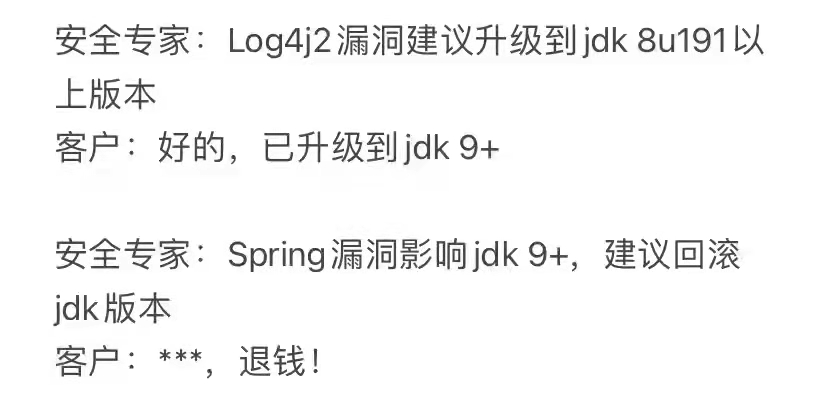 安全专家：Log4j2漏洞建议升级到jdk 8u191以
上版本
客户：好的，已升级到jdk 9+
安全专家：Spring漏洞影响jdk 9+，建议回滚
jdk版本
客户：***，退钱！